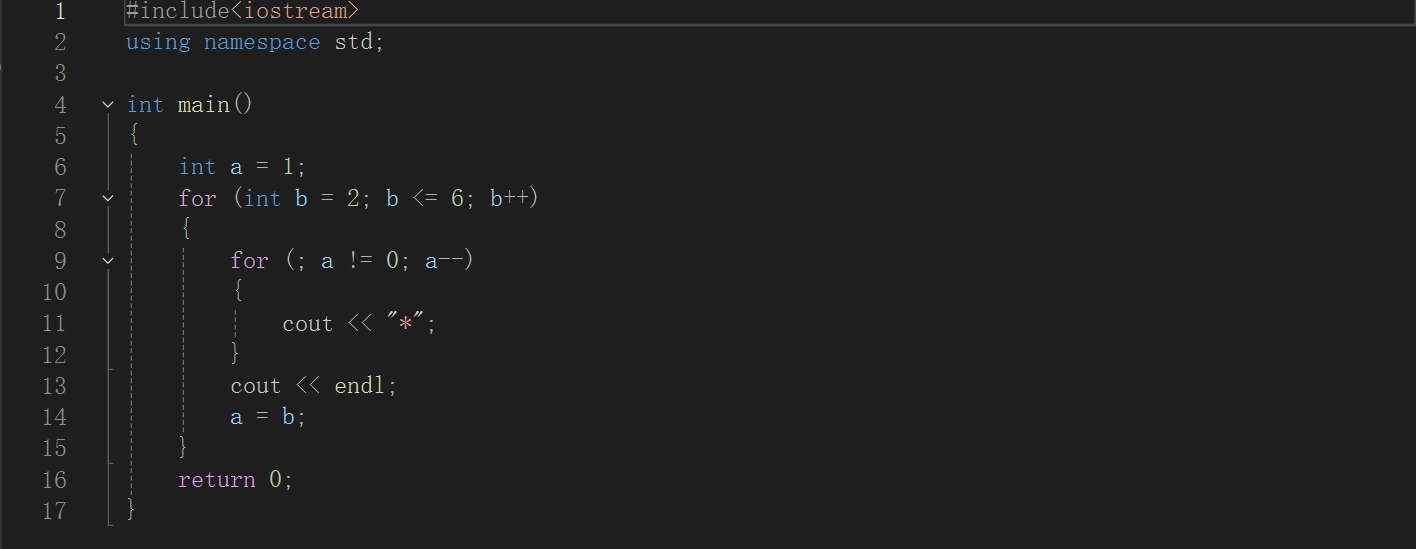 1 #include<iostream>
2 using namespace std;
3
4 int main()
5 {
6 int a = 1;
7 for (int b = 2; b <= 6; b++)
8 {
9 for (; a != 0; a--)
10 {
11 cout << "*";
12 }
13 cout << endl;
14 a = b;
15 }
16 return 0;
17 }